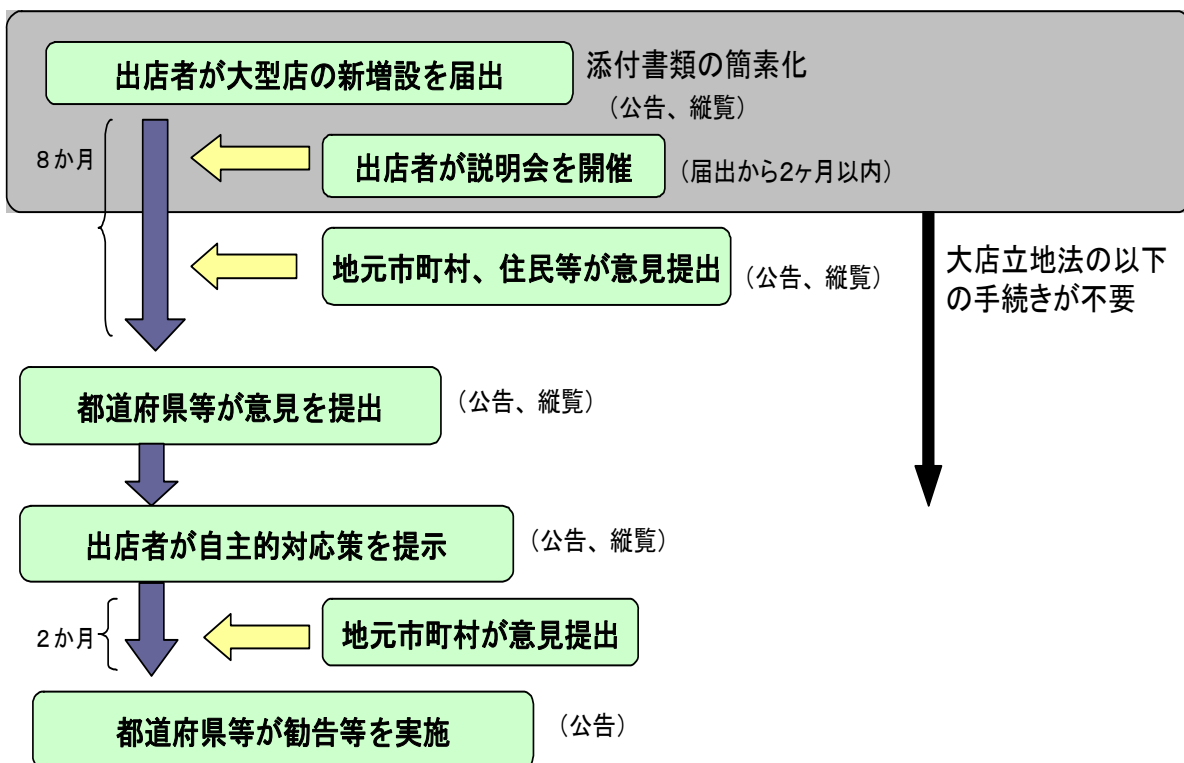 出店者が大型店の新増設を届出
添付書類の簡素化
（公告、縦覧）
8か月
出店者が説明会を開催
（届出から2ヶ月以内）
地元市町村、住民等が意見提出
（公告、縦覧）
大店立地法の以下
の手続きが不要
都道府県等が意見を提出
（公告、縦覧）
出店者が自主的対応策を提示
（公告、縦覧）
2か月
地元市町村が意見提出
都道府県等が勧告等を実施
（公告）